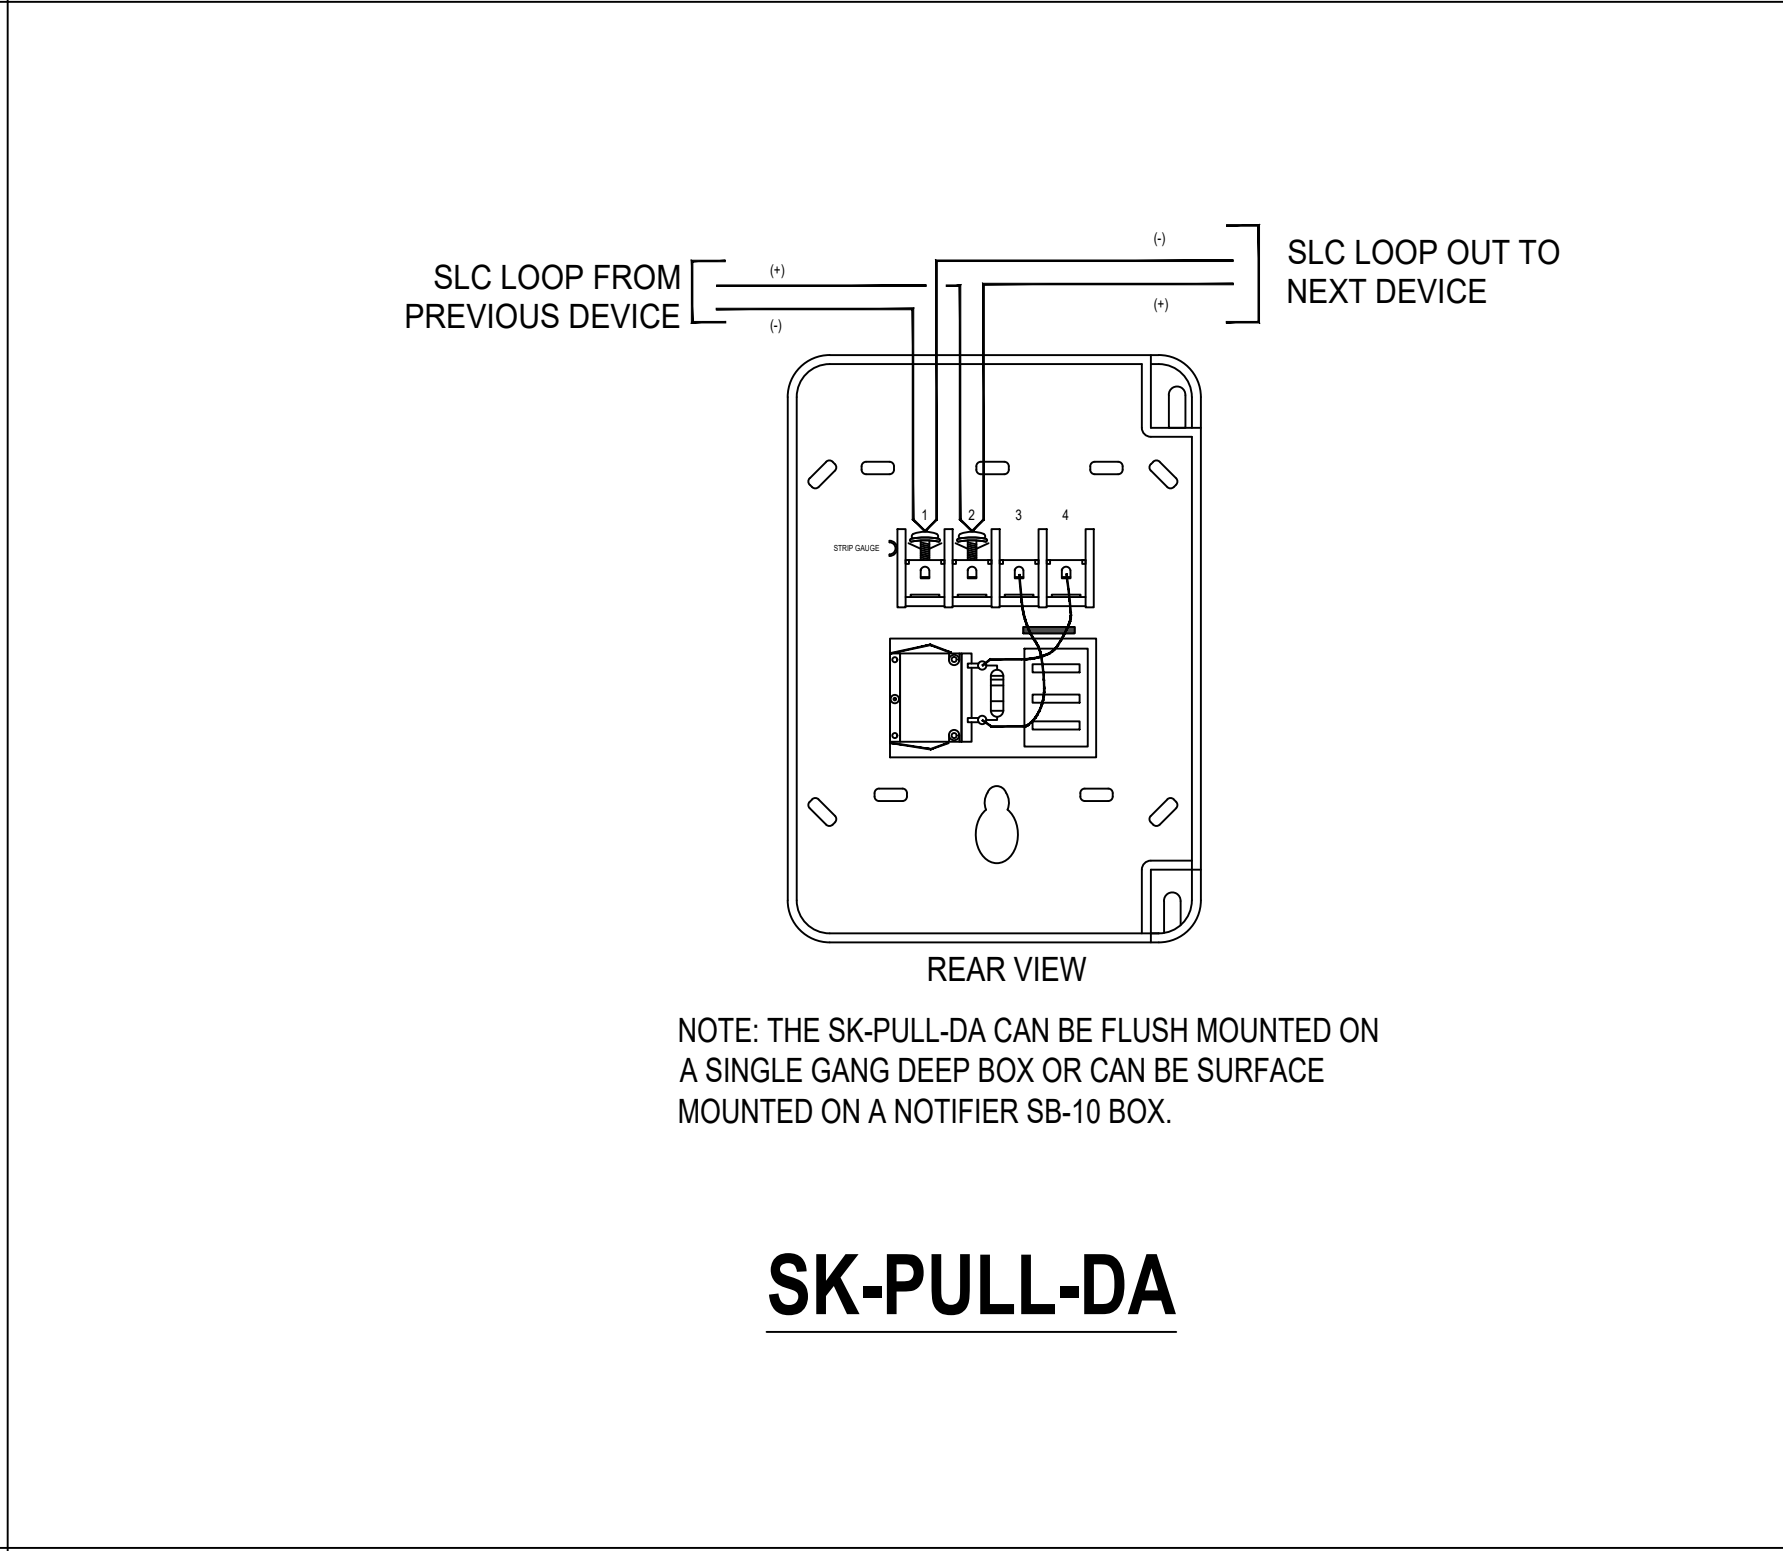 (-)
SLC LOOP OUT TO
NEXT DEVICE
(+)
SLC LOOP FROM
PREVIOUS DEVICE
(+)
(-)
1 2 3 4
STRIP GAUGE
REAR VIEW
NOTE: THE SK-PULL-DA CAN BE FLUSH MOUNTED ON
A SINGLE GANG DEEP BOX OR CAN BE SURFACE
MOUNTED ON A NOTIFIER SB-10 BOX.
SK-PULL-DA